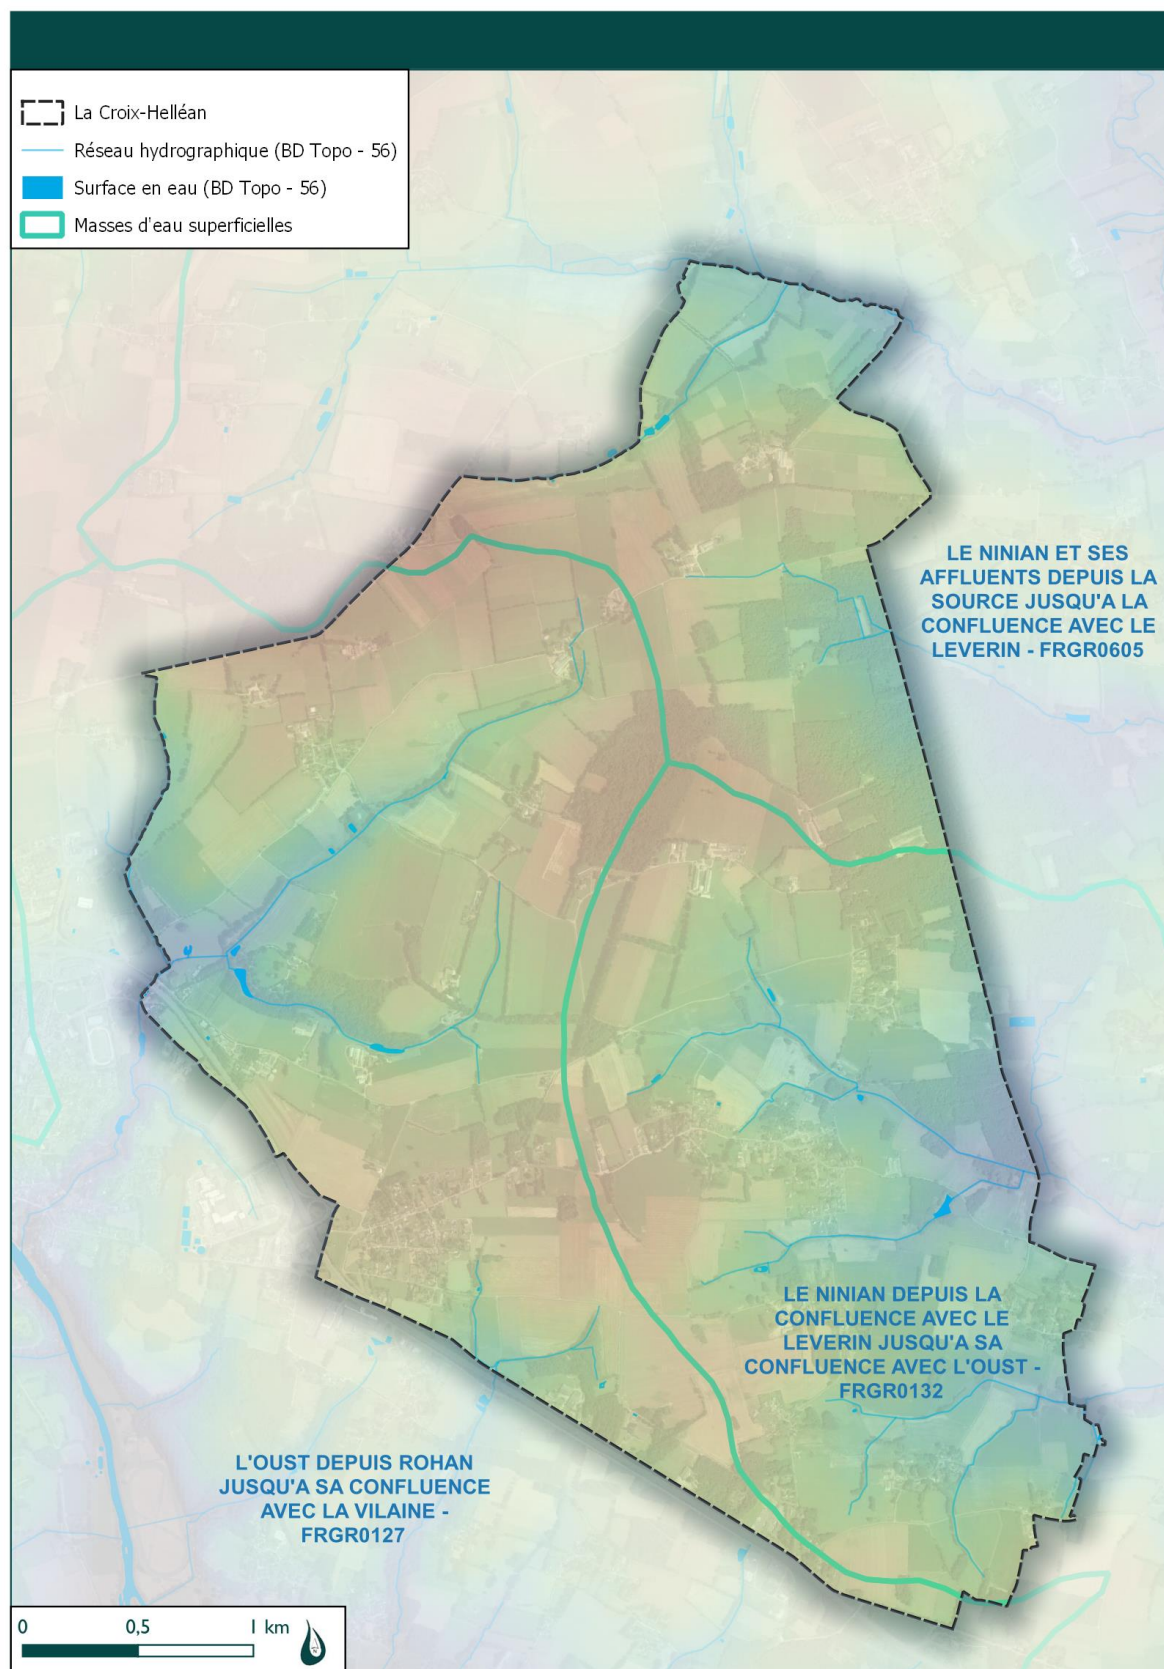 La Croix-Helléan
Réseau hydrographique (BD Topo - 56)
Surface en eau (BD Topo - 56)
Masses d'eau superficielles
LE NINIAN ET SES
AFFLUENTS DEPUIS LA
SOURCE JUSQU'A LA
CONFLUENCE AVEC LE
LEVERIN - FRGR0605
LE NINIAN DEPUIS LA
CONFLUENCE AVEC LE
LEVERIN JUSQU'A SA
CONFLUENCE AVEC L'OUST -
FRGR0132
L'OUST DEPUIS ROHAN
JUSQU'A SA CONFLUENCE
AVEC LA VILAINE -
FRGR0127
0 0,5 1 km